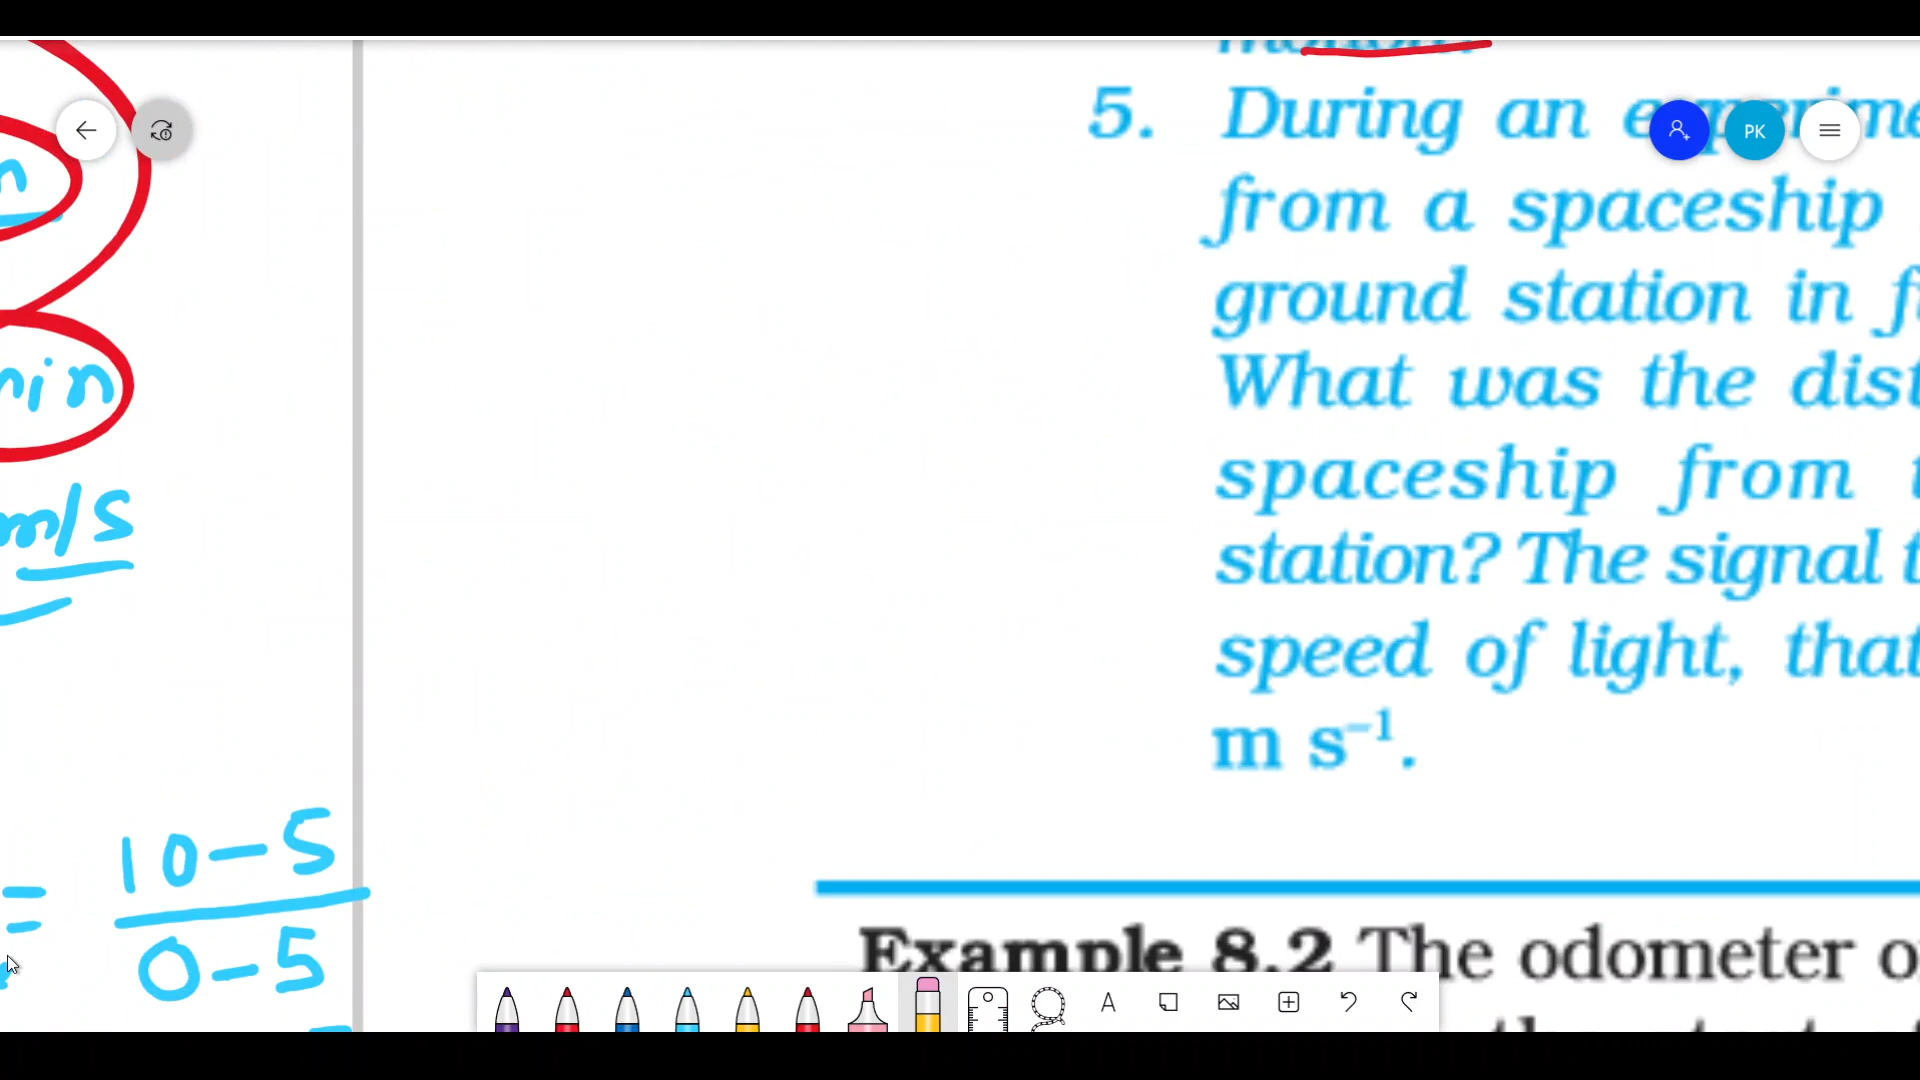 n
min
m/s
10-5
=
0-5
5. During an
from a spaceship
ground station in
What was the
spaceship from
station? The signal
speed of light, that
m s⁻¹.
Example 8.2 The odometer
PK
A